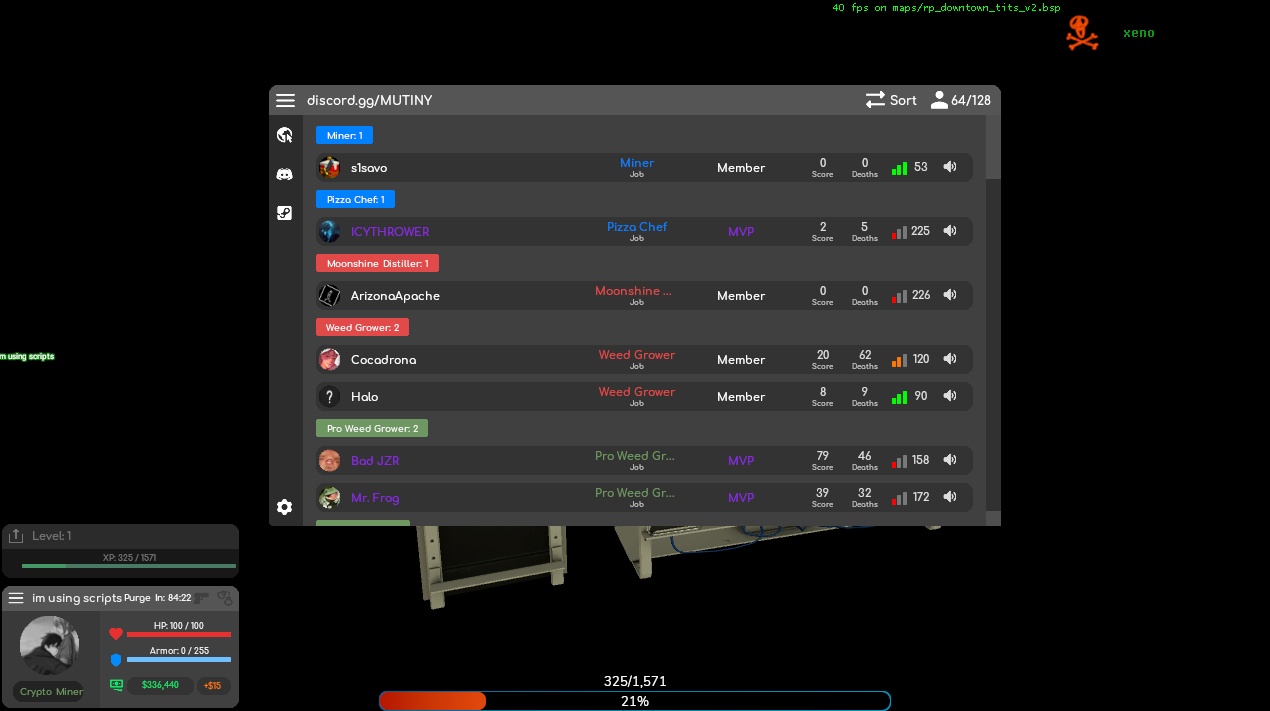 40 fps on maps/rp_downtown_tits_v2.bsp
xeno
discord.gg/MUTINY Sort 64/128
Miner: 1
s1savo Miner Job Member 0 Score 0 Deaths 53
Pizza Chef: 1
ICYTHROWER Pizza Chef Job MVP 2 Score 5 Deaths 225
Moonshine Distiller: 1
ArizonaApache Moonshine ... Job Member 0 Score 0 Deaths 226
Weed Grower: 2
Cocadrona Weed Grower Job Member 20 Score 62 Deaths 120
Halo Weed Grower Job Member 8 Score 9 Deaths 90
Pro Weed Grower: 2
Bad JZR Pro Weed Gr... Job MVP 79 Score 46 Deaths 158
Mr. Frog Pro Weed Gr... Job MVP 39 Score 32 Deaths 172
m using scripts
Level: 1
XP: 325 / 1571
im using scripts Purge In: 84:22
HP: 100 / 100
Armor: 0 / 255
$336,440 +$15
Crypto Miner
325/1,571
21%